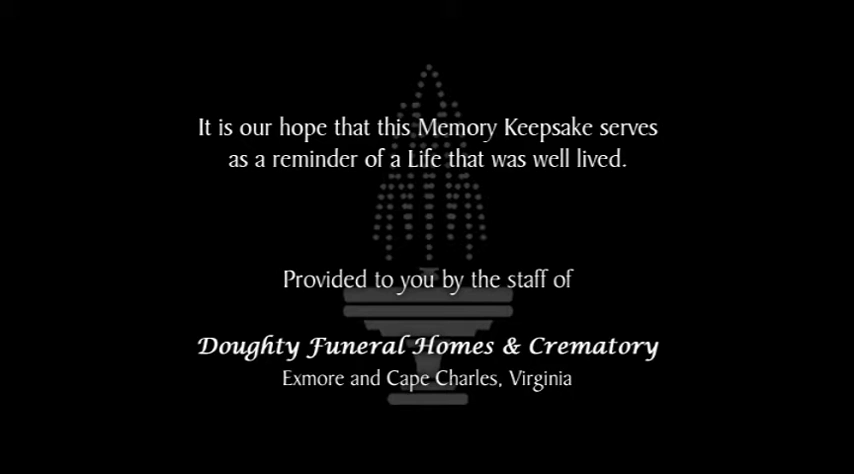 It is our hope that this Memory Keepsake serves
as a reminder of a Life that was well lived.
Provided to you by the staff of
Doughty Funeral Homes & Crematory
Exmore and Cape Charles, Virginia